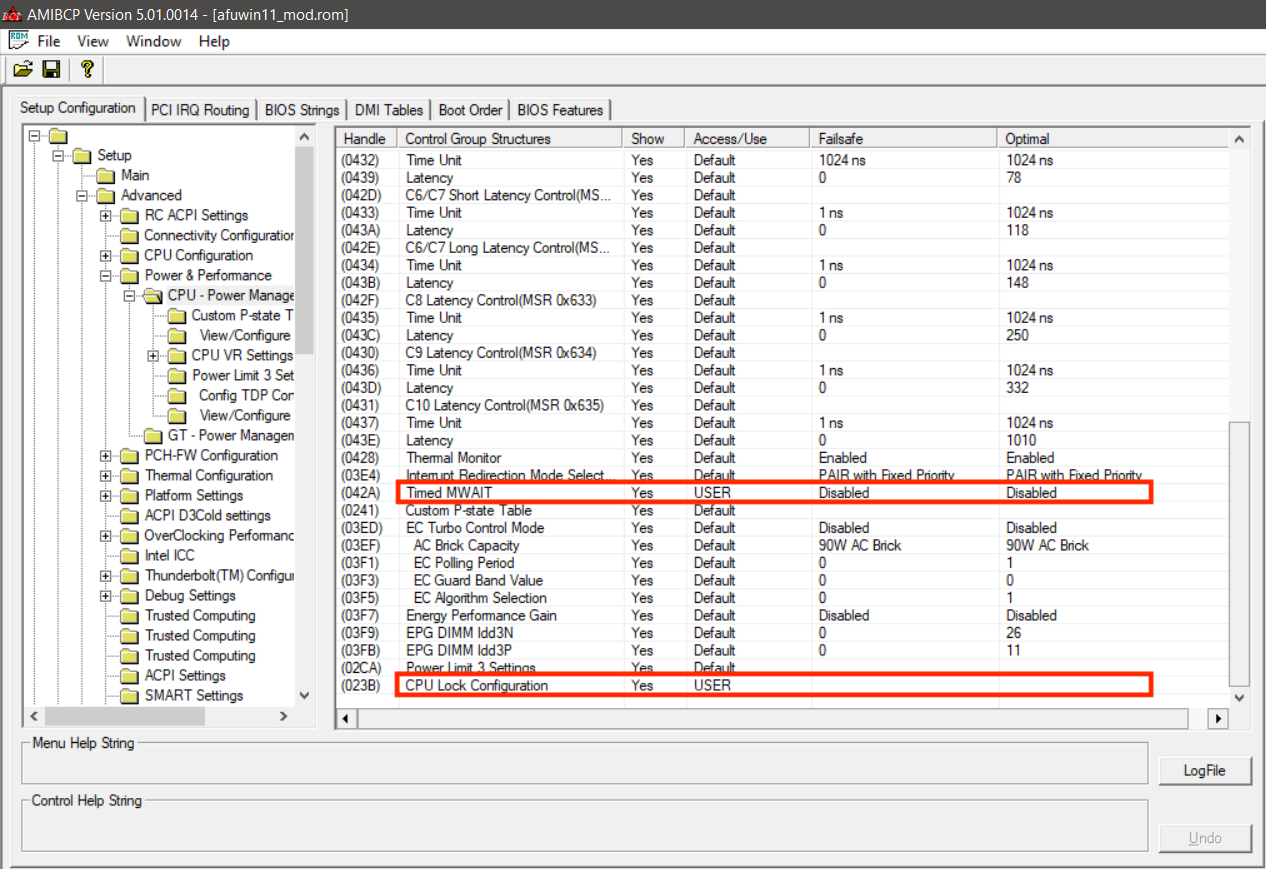 AMIBCP Version 5.01.0014 - [afuwin11_mod.rom]
File View Window Help
Setup Configuration PCI IRQ Routing BIOS Strings DMI Tables Boot Order BIOS Features
Setup
Main
Advanced
RC ACPI Settings
Connectivity Configuration
CPU Configuration
Power & Performance
CPU - Power Manage
Custom P-state T
View/Configure
CPU VR Settings
Power Limit 3 Set
Config TDP Con
View/Configure
GT - Power Managem
PCH-FW Configuration
Thermal Configuration
Platform Settings
ACPI D3Cold settings
OverClocking Performanc
Intel ICC
Thunderbolt(TM) Configur
Debug Settings
Trusted Computing
Trusted Computing
Trusted Computing
ACPI Settings
SMART Settings
Handle Control Group Structures Show Access/Use Failsafe Optimal
(0432) Time Unit Yes Default 1024 ns 1024 ns
(0439) Latency Yes Default 0 78
(042D) C6/C7 Short Latency Control(MS... Yes Default
(0433) Time Unit Yes Default 1 ns 1024 ns
(043A) Latency Yes Default 0 118
(042E) C6/C7 Long Latency Control(MS... Yes Default
(0434) Time Unit Yes Default 1 ns 1024 ns
(043B) Latency Yes Default 0 148
(042F) C8 Latency Control(MSR 0x633) Yes Default
(0435) Time Unit Yes Default 1 ns 1024 ns
(043C) Latency Yes Default 0 250
(0430) C9 Latency Control(MSR 0x634) Yes Default
(0436) Time Unit Yes Default 1 ns 1024 ns
(043D) Latency Yes Default 0 332
(0431) C10 Latency Control(MSR 0x635) Yes Default
(0437) Time Unit Yes Default 1 ns 1024 ns
(043E) Latency Yes Default 0 1010
(0428) Thermal Monitor Yes Default Enabled Enabled
(03E4) Interrupt Redirection Mode Select... Yes Default PAIR with Fixed Priority PAIR with Fixed Priority
(042A) Timed MWAIT Yes USER Disabled Disabled
(0241) Custom P-state Table Yes Default
(03ED) EC Turbo Control Mode Yes Default Disabled Disabled
(03EF) AC Brick Capacity Yes Default 90W AC Brick 90W AC Brick
(03F1) EC Polling Period Yes Default 0 1
(03F3) EC Guard Band Value Yes Default 0 0
(03F5) EC Algorithm Selection Yes Default 0 1
(03F7) Energy Performance Gain Yes Default Disabled Disabled
(03F9) EPG DIMM Idd3N Yes Default 0 26
(03FB) EPG DIMM Idd3P Yes Default 0 11
(02CA) Power Limit 3 Settings Yes Default
(023B) CPU Lock Configuration Yes USER
Menu Help String
LogFile
Control Help String
Undo